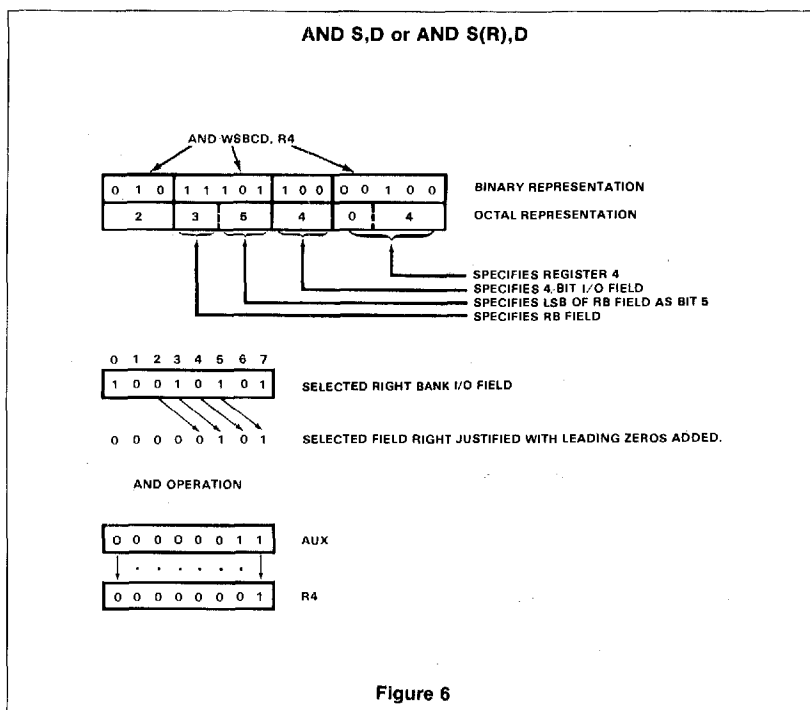 AND S,D or AND S(R),D
AND WSBCD, R4
0 1 0 1 1 1 0 1 1 0 0 0 0 1 0 0 BINARY REPRESENTATION
2 3 5 4 0 4 OCTAL REPRESENTATION
SPECIFIES REGISTER 4
SPECIFIES 4-BIT I/O FIELD
SPECIFIES LSB OF RB FIELD AS BIT 5
SPECIFIES RB FIELD
0 1 2 3 4 5 6 7
1 0 0 1 0 1 0 1 SELECTED RIGHT BANK I/O FIELD
0 0 0 0 0 1 0 1 SELECTED FIELD RIGHT JUSTIFIED WITH LEADING ZEROS ADDED.
AND OPERATION
0 0 0 0 0 0 1 1 AUX
0 0 0 0 0 0 0 1 R4
Figure 6